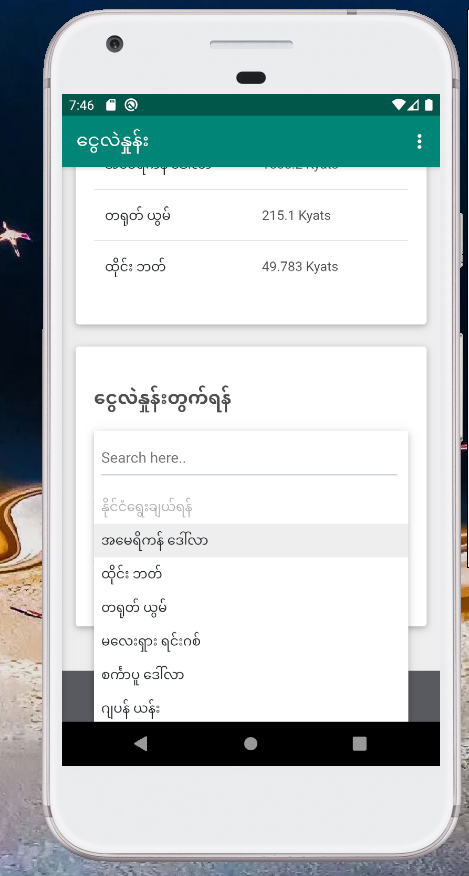 7:46
ငွေလဲနှုန်း
တရုတ် ယွမ် 215.1 Kyats
ထိုင်း ဘတ် 49.783 Kyats
ငွေလဲနှုန်းတွက်ရန်
Search here..
နိုင်ငံရွေးချယ်ရန်
အမေရိကန် ဒေါ်လာ
ထိုင်း ဘတ်
တရုတ် ယွမ်
မလေးရှား ရင်းဂစ်
စင်္ကာပူ ဒေါ်လာ
ဂျပန် ယန်း